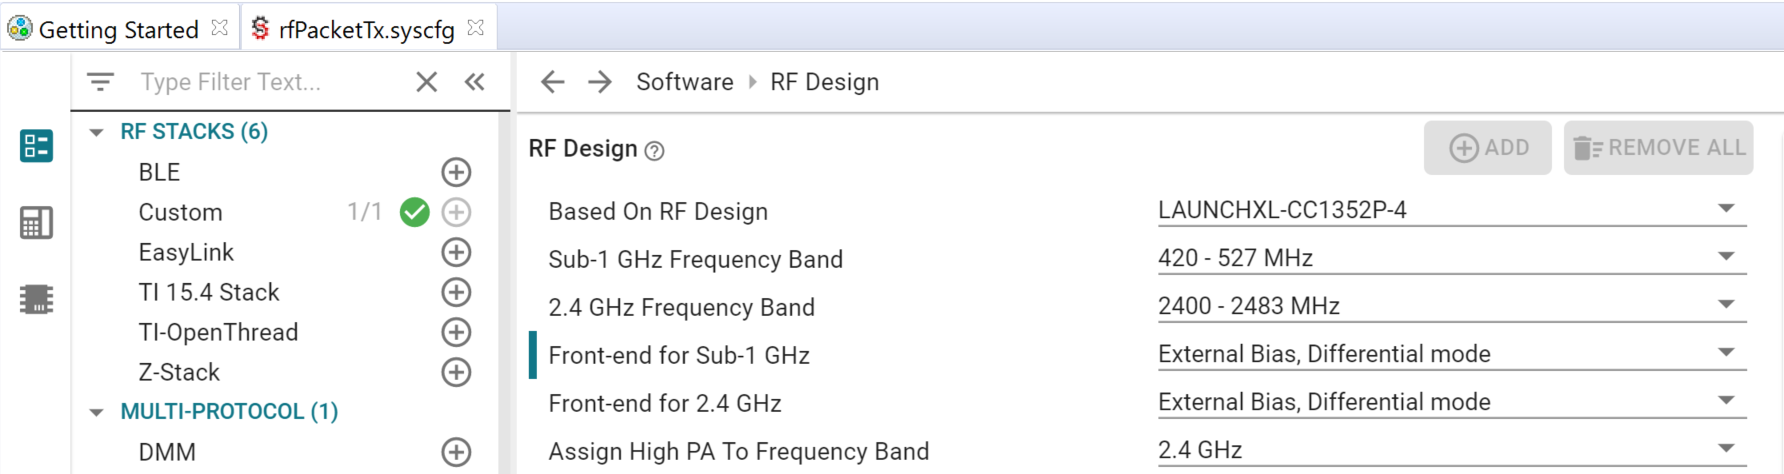 Getting Started
rfPacketTx.syscfg
Type Filter Text...
RF STACKS (6)
BLE
Custom 1/1
EasyLink
TI 15.4 Stack
TI-OpenThread
Z-Stack
MULTI-PROTOCOL (1)
DMM
Software RF Design
RF Design ADD REMOVE ALL
Based On RF Design LAUNCHXL-CC1352P-4
Sub-1 GHz Frequency Band 420 - 527 MHz
2.4 GHz Frequency Band 2400 - 2483 MHz
Front-end for Sub-1 GHz External Bias, Differential mode
Front-end for 2.4 GHz External Bias, Differential mode
Assign High PA To Frequency Band 2.4 GHz